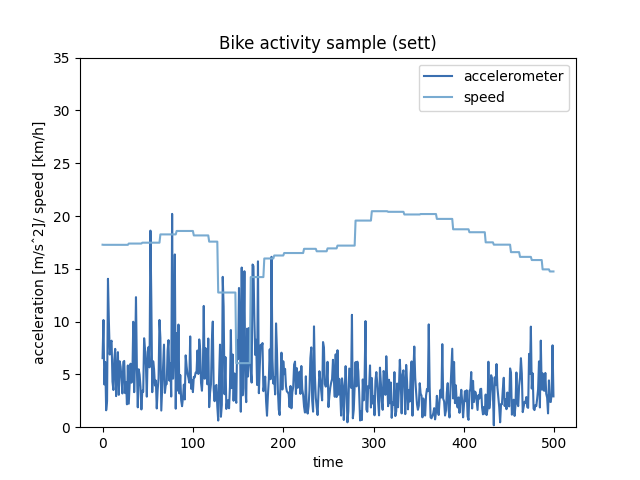 Bike activity sample (sett)
accelerometer
speed
35
30
25
20
15
10
5
0
acceleration [m/s^2]/ speed [km/h]
0 100 200 300 400 500
time